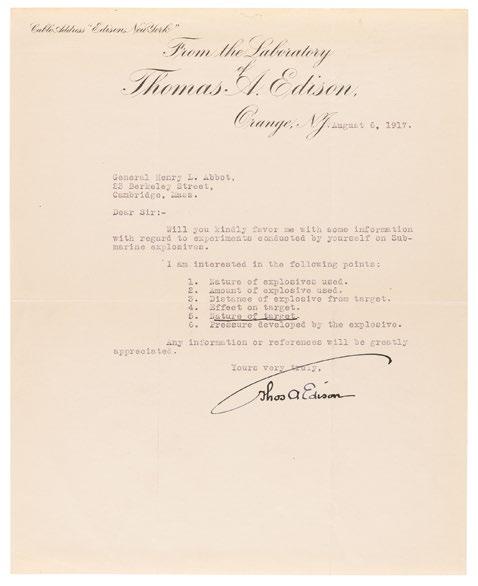 Cable Address "Edison, New York"
From the Laboratory
of
Thomas A. Edison,
Orange, N.J. August 6, 1917.
General Henry L. Abbot,
23 Berkeley Street,
Cambridge, Mass.
Dear Sir:-
Will you kindly favor me with some information
with regard to experiments conducted by yourself on Sub-
marine explosives.
I am interested in the following points:
1. Nature of explosives used.
2. Amount of explosive used.
3. Distance of explosive from target.
4. Effect on target.
5. Nature of target.
6. Pressure developed by the explosive.
Any information or references will be greatly
appreciated.
Yours very truly,
Thos A Edison